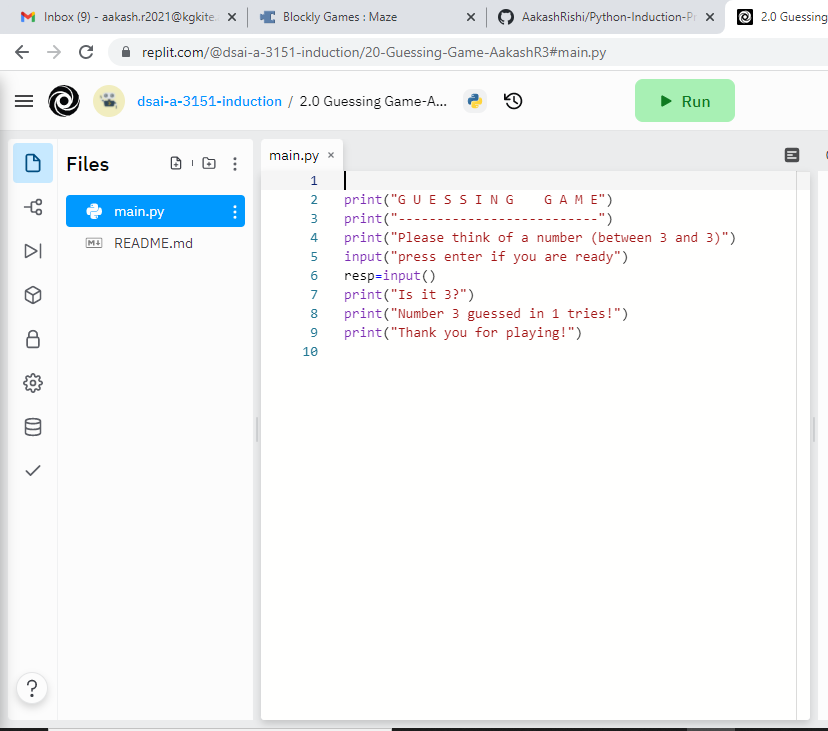 Inbox (9) - aakash.r2021@kgkite. × Blockly Games : Maze × AakashRishi/Python-Induction-Pr × 2.0 Guessing
replit.com/@dsai-a-3151-induction/20-Guessing-Game-AakashR3#main.py
dsai-a-3151-induction / 2.0 Guessing Game-A... Run
Files
main.py
README.md
main.py ×
1
2 print("G U E S S I N G    G A M E")
3 print("--------------------------")
4 print("Please think of a number (between 3 and 3)")
5 input("press enter if you are ready")
6 resp=input()
7 print("Is it 3?")
8 print("Number 3 guessed in 1 tries!")
9 print("Thank you for playing!")
10
?